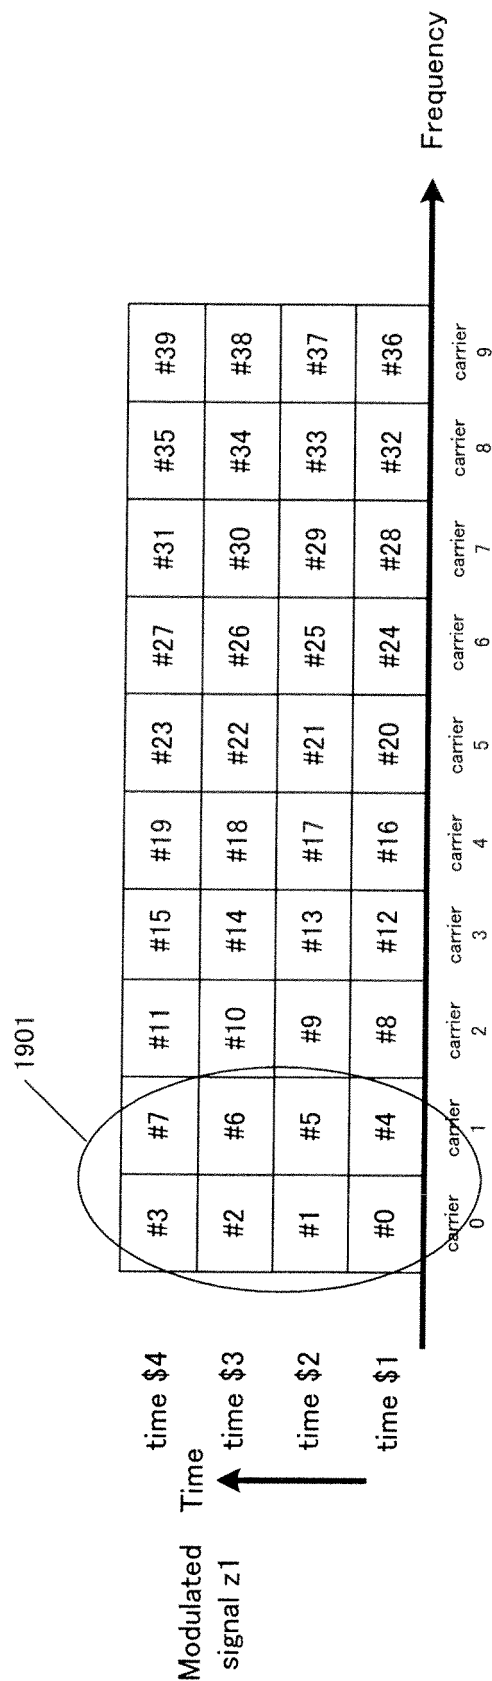 1901
Modulated
signal z1
Time
time $4
#3 #7 #11 #15 #19 #23 #27 #31 #35 #39
time $3
#2 #6 #10 #14 #18 #22 #26 #30 #34 #38
time $2
#1 #5 #9 #13 #17 #21 #25 #29 #33 #37
time $1
#0 #4 #8 #12 #16 #20 #24 #28 #32 #36
Frequency
carrier
0
carrier
1
carrier
2
carrier
3
carrier
4
carrier
5
carrier
6
carrier
7
carrier
8
carrier
9